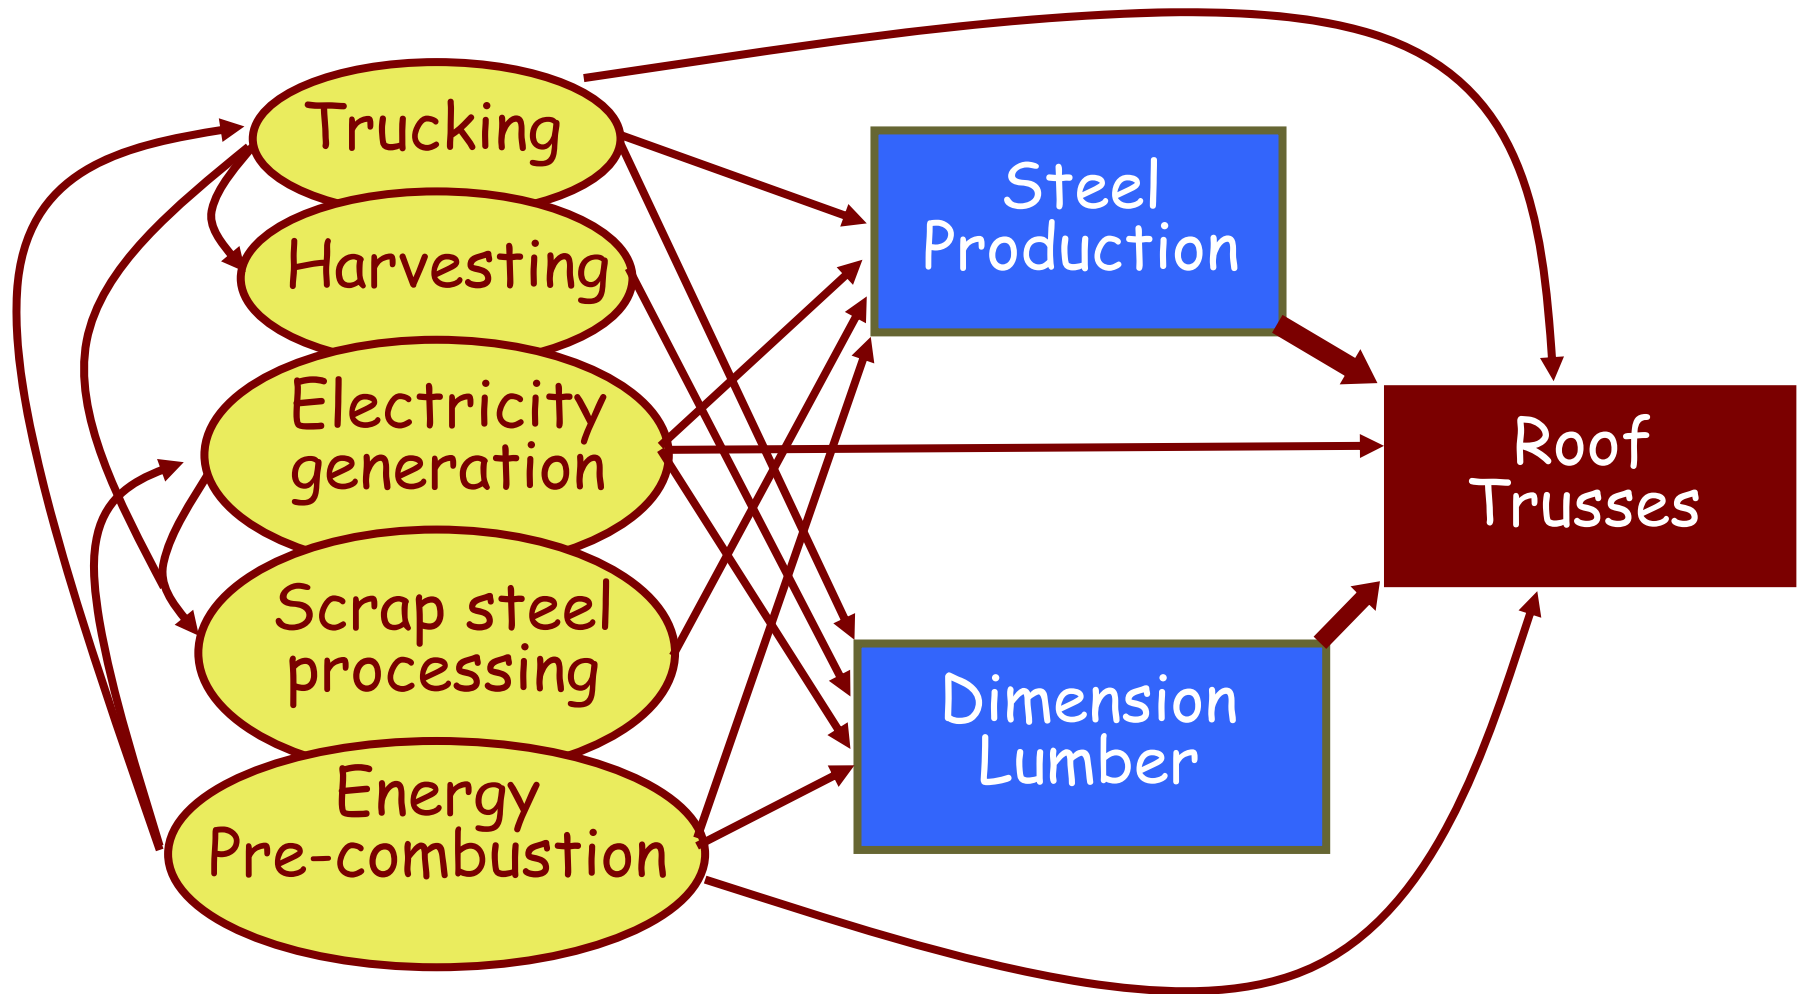 Trucking
Harvesting
Electricity
generation
Scrap steel
processing
Energy
Pre-combustion
Steel
Production
Dimension
Lumber
Roof
Trusses